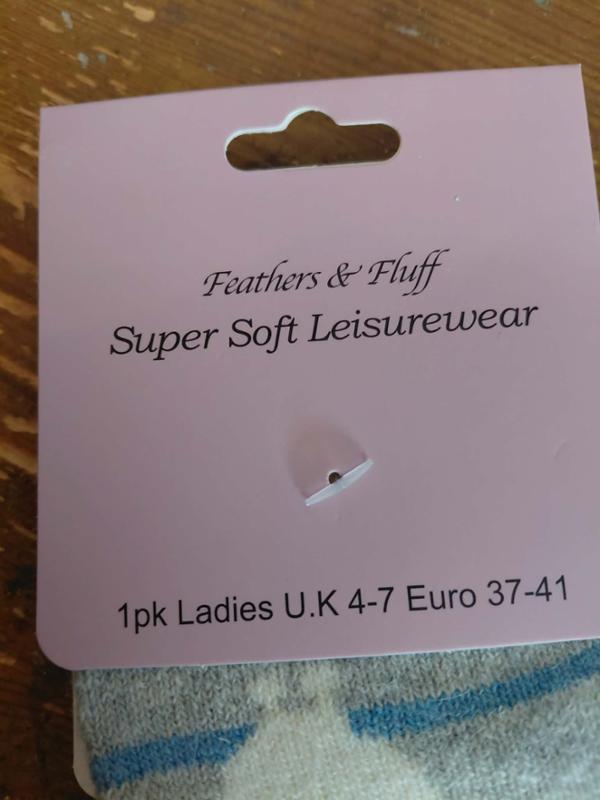 Feathers & Fluff
Super Soft Leisurewear
1pk Ladies U.K 4-7 Euro 37-41